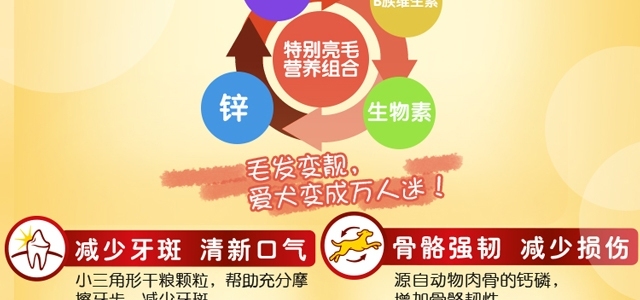 B族维生素
特别亮毛
营养组合
锌
生物素
毛发变靓，
爱犬变成万人迷！
减少牙斑 清新口气
骨骼强韧 减少损伤
小三角形干粮颗粒，帮助充分摩
擦牙齿，减少牙斑
源自动物肉骨的钙磷，
增加骨骼韧性